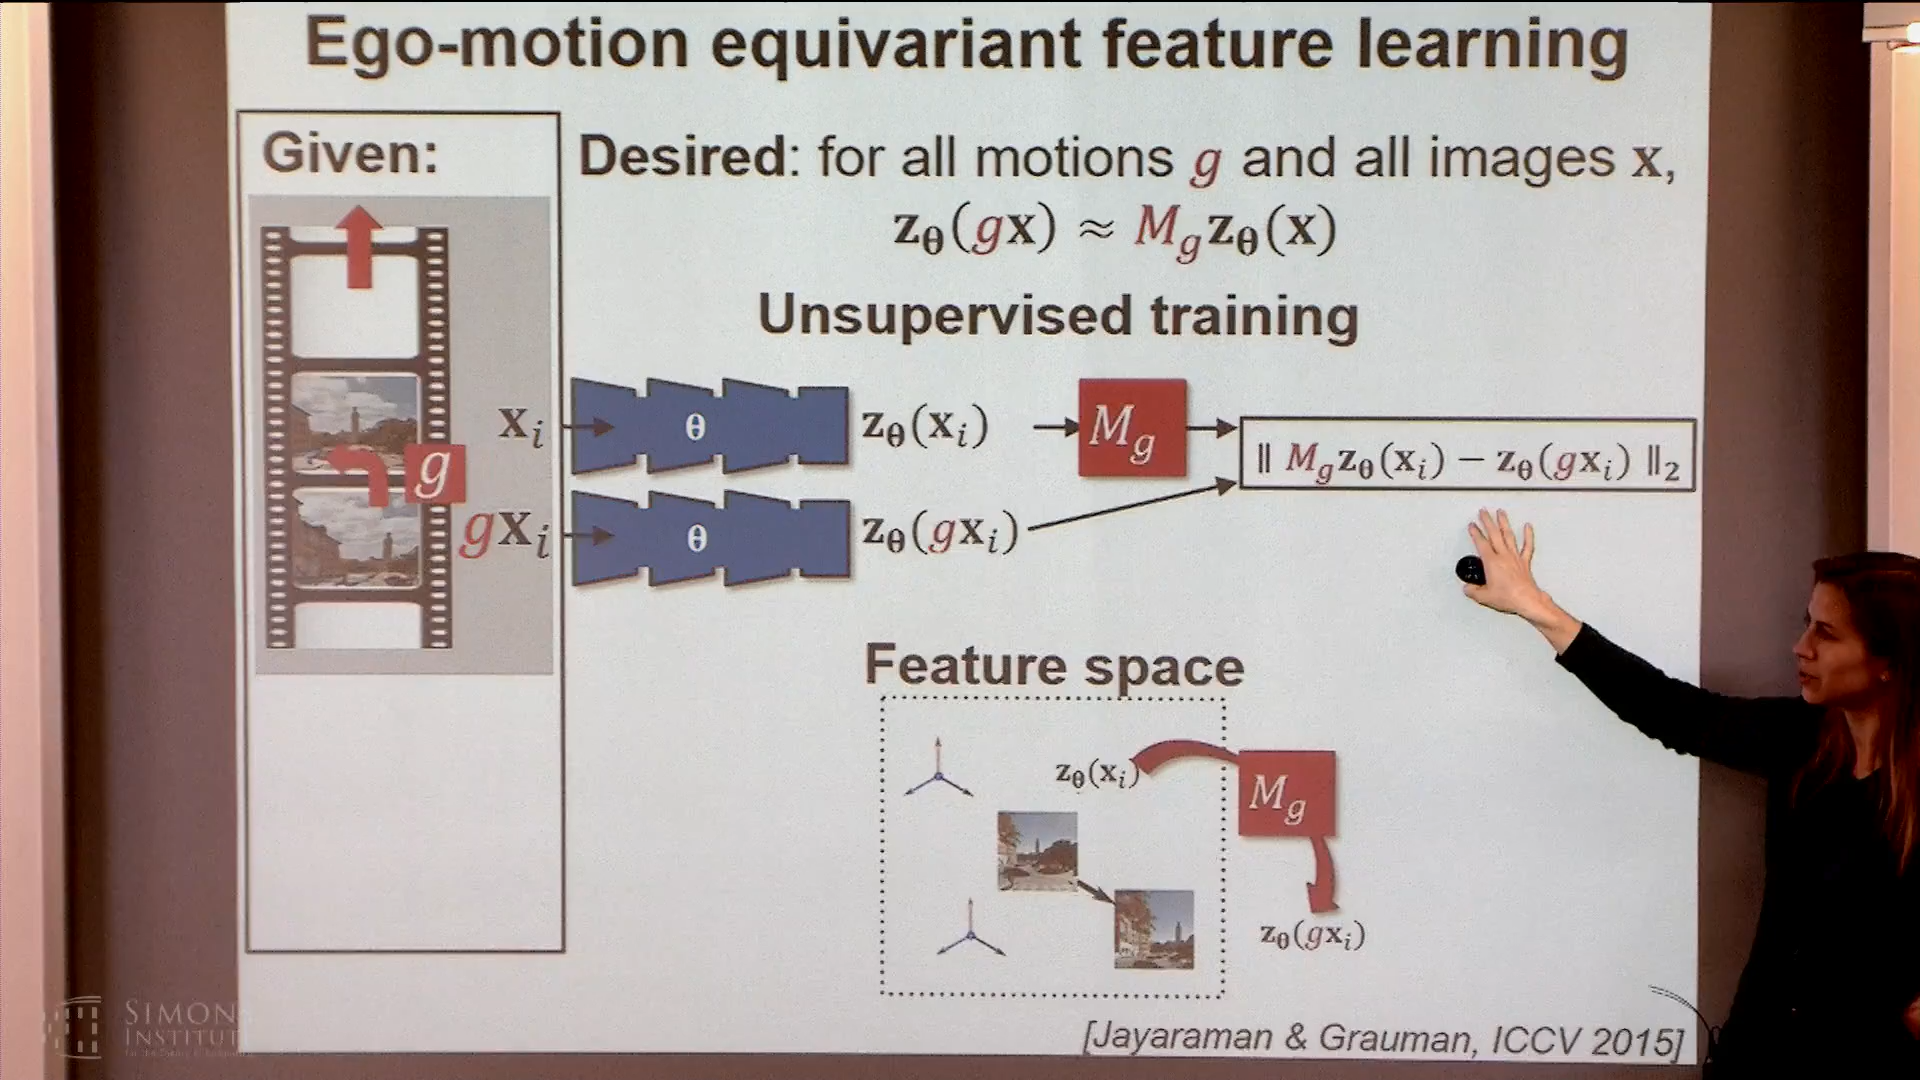 Ego-motion equivariant feature learning
Given:
Desired: for all motions g and all images x,
z_θ(gx) ≈ M_g z_θ(x)
Unsupervised training
x_i
θ
z_θ(x_i)
M_g
‖ M_g z_θ(x_i) − z_θ(gx_i) ‖_2
g
gx_i
θ
z_θ(gx_i)
Feature space
z_θ(x_i)
M_g
z_θ(gx_i)
[Jayaraman & Grauman, ICCV 2015]
SIMONS
INSTITUTE